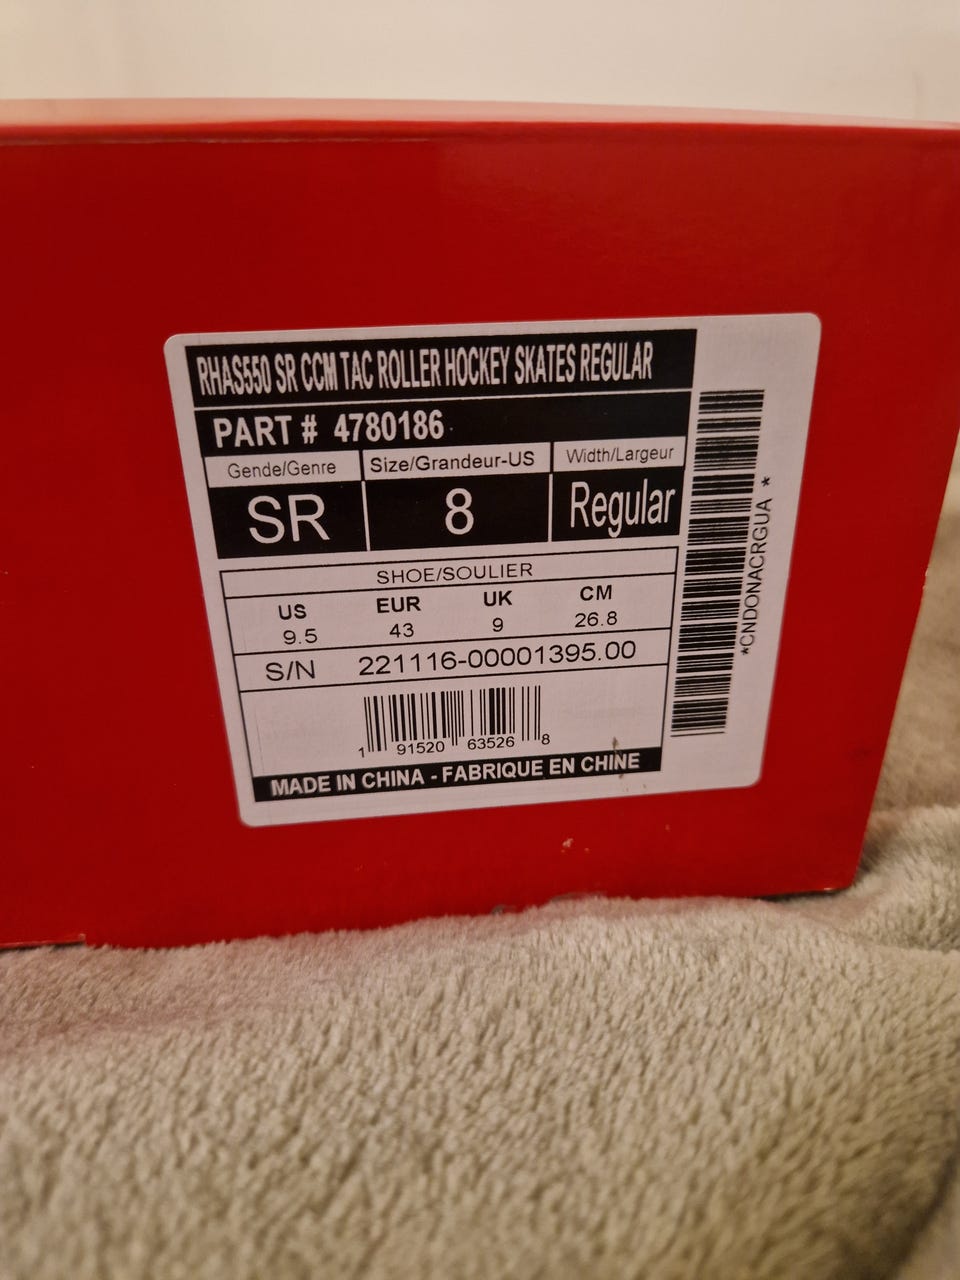 RHAS550 SR CCM TAC ROLLER HOCKEY SKATES REGULAR
PART # 4780186
Gende/Genre Size/Grandeur-US Width/Largeur
SR 8 Regular
SHOE/SOULIER
US EUR UK CM
9.5 43 9 26.8
S/N 221116-00001395.00
1 91520 63526 8
MADE IN CHINA - FABRIQUE EN CHINE
*CNDONACRGUA *